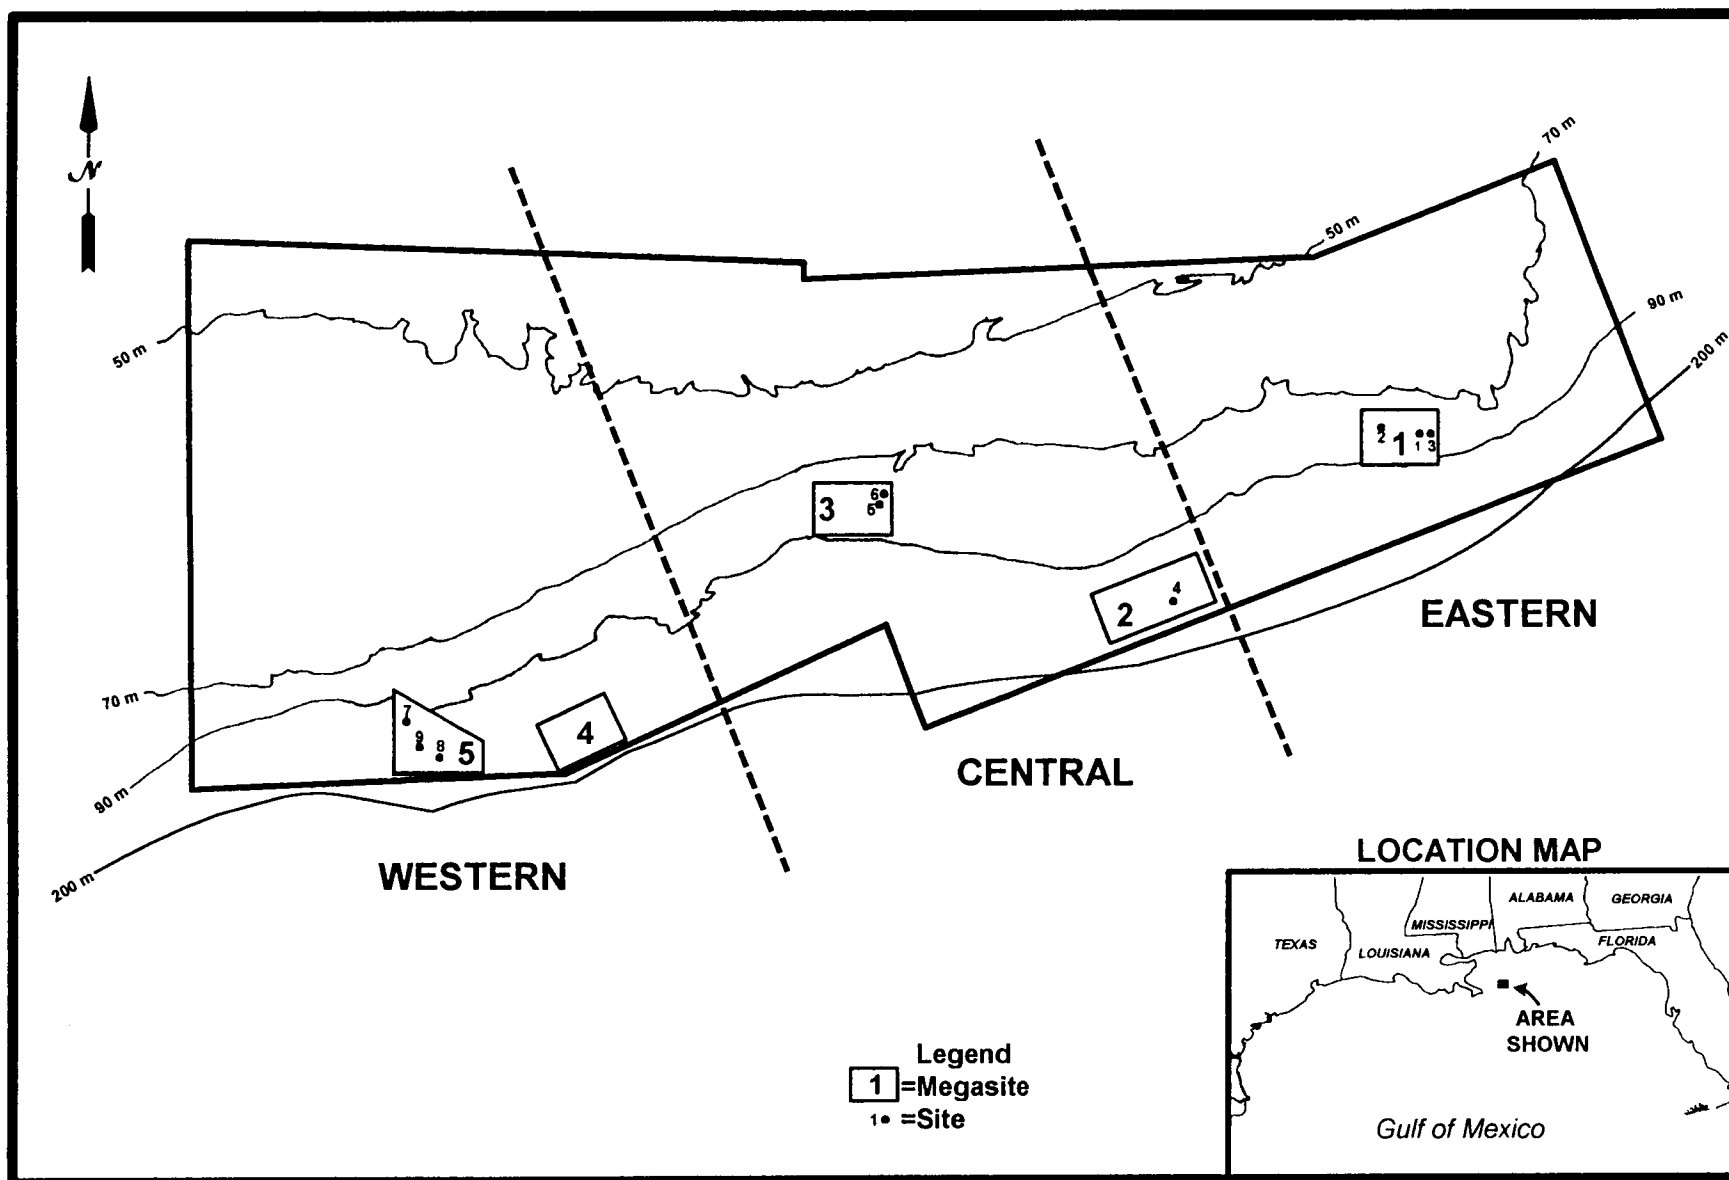 N
70 m
50 m
90 m
50 m
200 m
2
1
1
3
6
3
5
4
2
EASTERN
70 m
7
9
8
5
4
90 m
CENTRAL
WESTERN
200 m
LOCATION MAP
ALABAMA
GEORGIA
MISSISSIPPI
TEXAS
LOUISIANA
FLORIDA
AREA
SHOWN
Gulf of Mexico
Legend
1 =Megasite
1 =Site